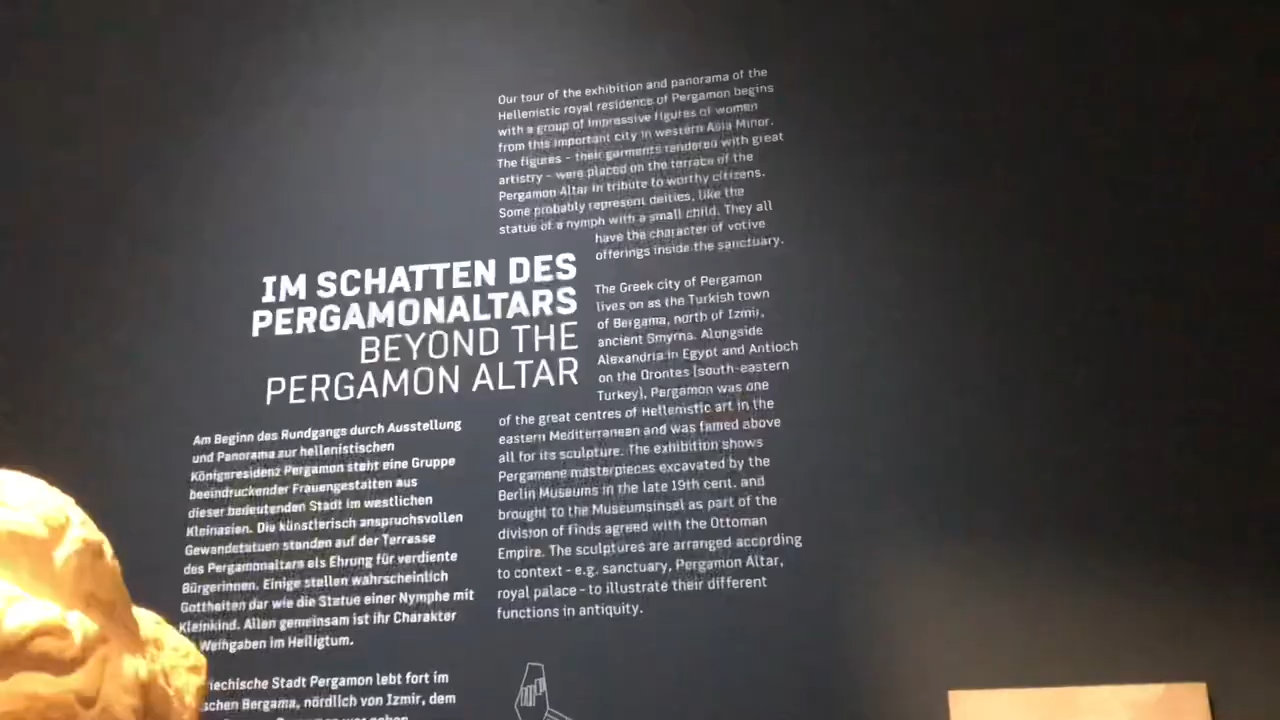 Our tour of the exhibition and panorama of the
Hellenistic royal residence of Pergamon begins
with a group of impressive figures of women
from this important city in western Asia Minor.
The figures - their garments rendered with great
artistry - were placed on the terrace of the
Pergamon Altar in tribute to worthy citizens.
Some probably represent deities, like the
statue of a nymph with a small child. They all
have the character of votive
offerings inside the sanctuary.
IM SCHATTEN DES
PERGAMONALTARS
BEYOND THE
PERGAMON ALTAR
The Greek city of Pergamon
lives on as the Turkish town
of Bergama, north of Izmir,
ancient Smyrna. Alongside
Alexandria in Egypt and Antioch
on the Orontes (south-eastern
Turkey), Pergamon was one
of the great centres of Hellenistic art in the
eastern Mediterranean and was famed above
all for its sculpture. The exhibition shows
Pergamene masterpieces excavated by the
Berlin Museums in the late 19th cent. and
brought to the Museumsinsel as part of the
division of finds agreed with the Ottoman
Empire. The sculptures are arranged according
to context - e.g. sanctuary, Pergamon Altar,
royal palace - to illustrate their different
functions in antiquity.
Am Beginn des Rundgangs durch Ausstellung
und Panorama zur hellenistischen
Königsresidenz Pergamon steht eine Gruppe
beeindruckender Frauengestalten aus
dieser bedeutenden Stadt im westlichen
Kleinasien. Die künstlerisch anspruchsvollen
Gewandstatuen standen auf der Terrasse
des Pergamonaltars als Ehrung für verdiente
Bürgerinnen. Einige stellen wahrscheinlich
Gottheiten dar wie die Statue einer Nymphe mit
Kleinkind. Allen gemeinsam ist ihr Charakter
Weihgaben im Heiligtum.
Stadt Pergamon lebt fort im
Bergama, nördlich von Izmir, dem